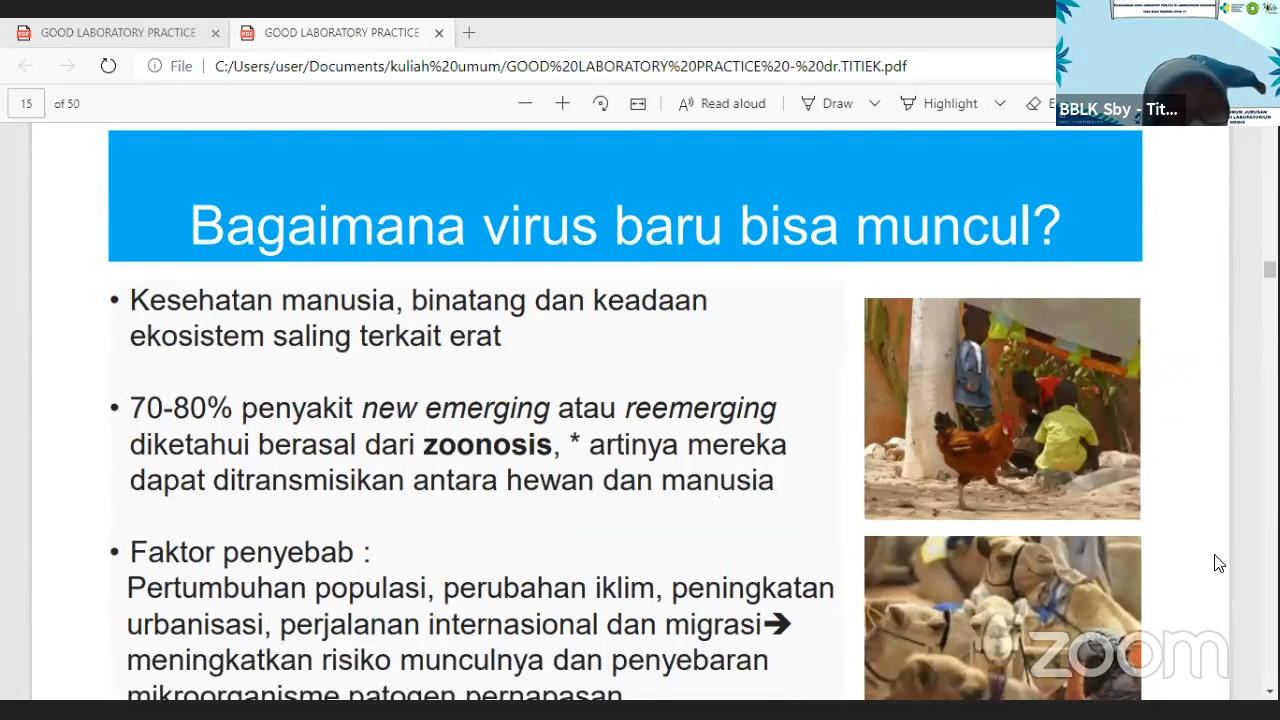 GOOD LABORATORY PRACTICE
GOOD LABORATORY PRACTICE
File
C:/Users/user/Documents/kuliah%20umum/GOOD%20LABORATORY%20PRACTICE%20-%20dr.TITIEK.pdf
15 of 50
Read aloud
Draw
Highlight
BBLK Sby - Tit...
Bagaimana virus baru bisa muncul?
• Kesehatan manusia, binatang dan keadaan
ekosistem saling terkait erat
• 70-80% penyakit new emerging atau reemerging
diketahui berasal dari zoonosis, * artinya mereka
dapat ditransmisikan antara hewan dan manusia
• Faktor penyebab :
Pertumbuhan populasi, perubahan iklim, peningkatan
urbanisasi, perjalanan internasional dan migrasi➔
meningkatkan risiko munculnya dan penyebaran
mikroorganisme patogen pernapasan
zoom